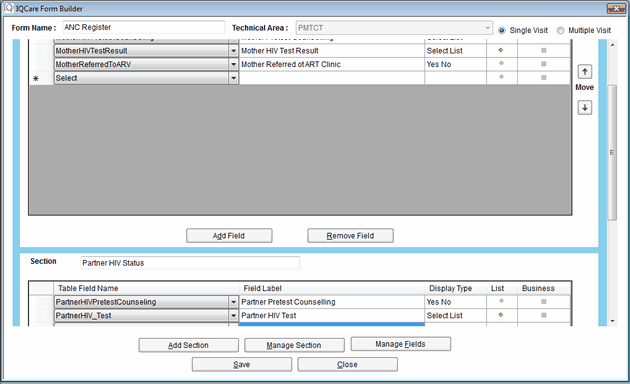 IQCare Form Builder
Form Name : ANC Register Technical Area : PMTCT Single Visit Multiple Visit
MotherHIVTestResult Mother HIV Test Result Select List
MotherReferredToARV Mother Referred ot ART Clinic Yes No
* Select
Move
Add Field Remove Field
Section Partner HIV Status
Table Field Name Field Label Display Type List Business
PartnerHIVPretestCounseling Partner Pretest Counselling Yes No
PartnerHIV_Test Partner HIV Test Select List
Add Section Manage Section Manage Fields
Save Close